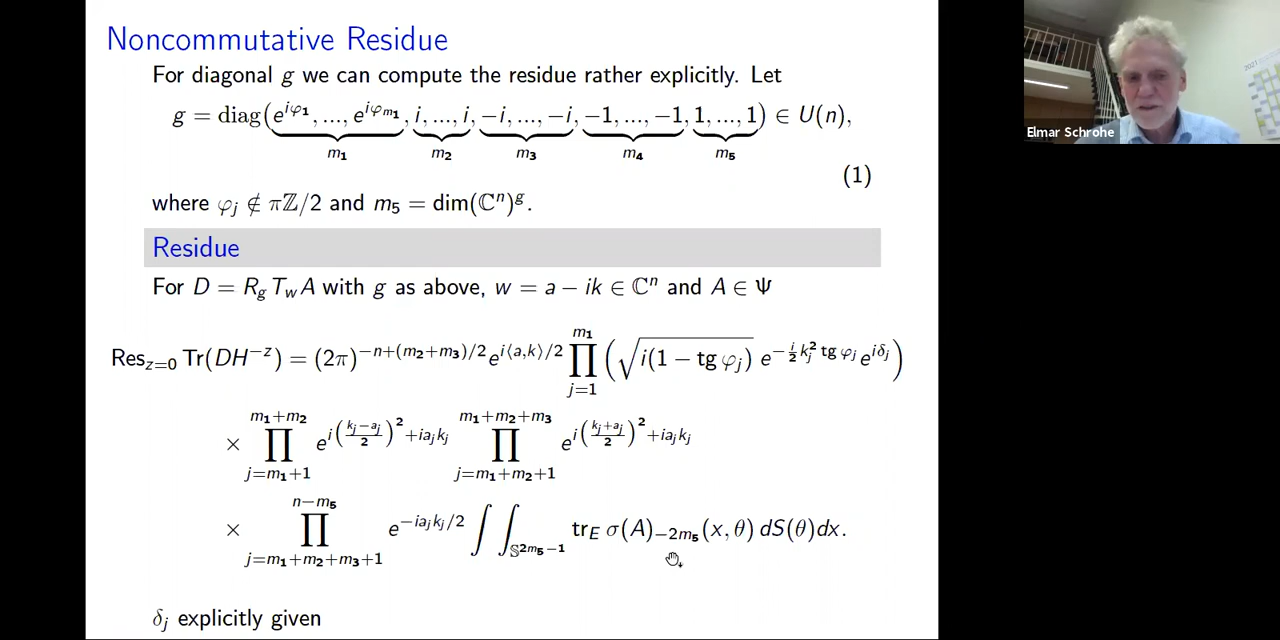 Noncommutative Residue
For diagonal g we can compute the residue rather explicitly. Let
g = diag(e^{iφ_1}, ..., e^{iφ_{m_1}}, i, ..., i, −i, ..., −i, −1, ..., −1, 1, ..., 1) ∈ U(n),
m_1 m_2 m_3 m_4 m_5
(1)
where φ_j ∉ πℤ/2 and m_5 = dim(ℂ^n)^g.
Residue
For D = R_g T_w A with g as above, w = a − ik ∈ ℂ^n and A ∈ Ψ
Res_{z=0} Tr(DH^{−z}) = (2π)^{−n+(m_2+m_3)/2} e^{i⟨a,k⟩/2} ∏_{j=1}^{m_1} (√(i(1 − tg φ_j)) e^{−\frac{i}{2} k_j^2 tg φ_j} e^{iδ_j})
× ∏_{j=m_1+1}^{m_1+m_2} e^{i(\frac{k_j−a_j}{2})^2+ia_jk_j} ∏_{j=m_1+m_2+1}^{m_1+m_2+m_3} e^{i(\frac{k_j+a_j}{2})^2+ia_jk_j}
× ∏_{j=m_1+m_2+m_3+1}^{n−m_5} e^{−ia_jk_j/2} ∫ ∫_{𝕊^{2m_5−1}} tr_E σ(A)_{−2m_5}(x, θ) dS(θ)dx.
δ_j explicitly given
Elmar Schrohe
2021